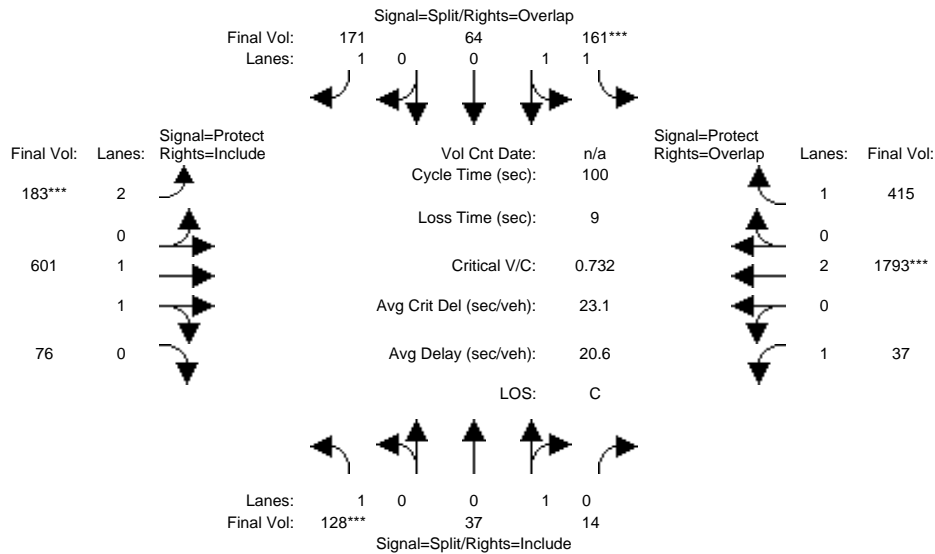 Signal=Split/Rights=Overlap
Final Vol: 171 64 161***
Lanes: 1 0 0 1 1
Signal=Protect Signal=Protect
Final Vol: Lanes: Rights=Include Vol Cnt Date: n/a Rights=Overlap Lanes: Final Vol:
Cycle Time (sec): 100
183*** 2 1 415
Loss Time (sec): 9
0 0
601 1 Critical V/C: 0.732 2 1793***
1 Avg Crit Del (sec/veh): 23.1 0
76 0 Avg Delay (sec/veh): 20.6 1 37
LOS: C
Lanes: 1 0 0 1 0
Final Vol: 128*** 37 14
Signal=Split/Rights=Include